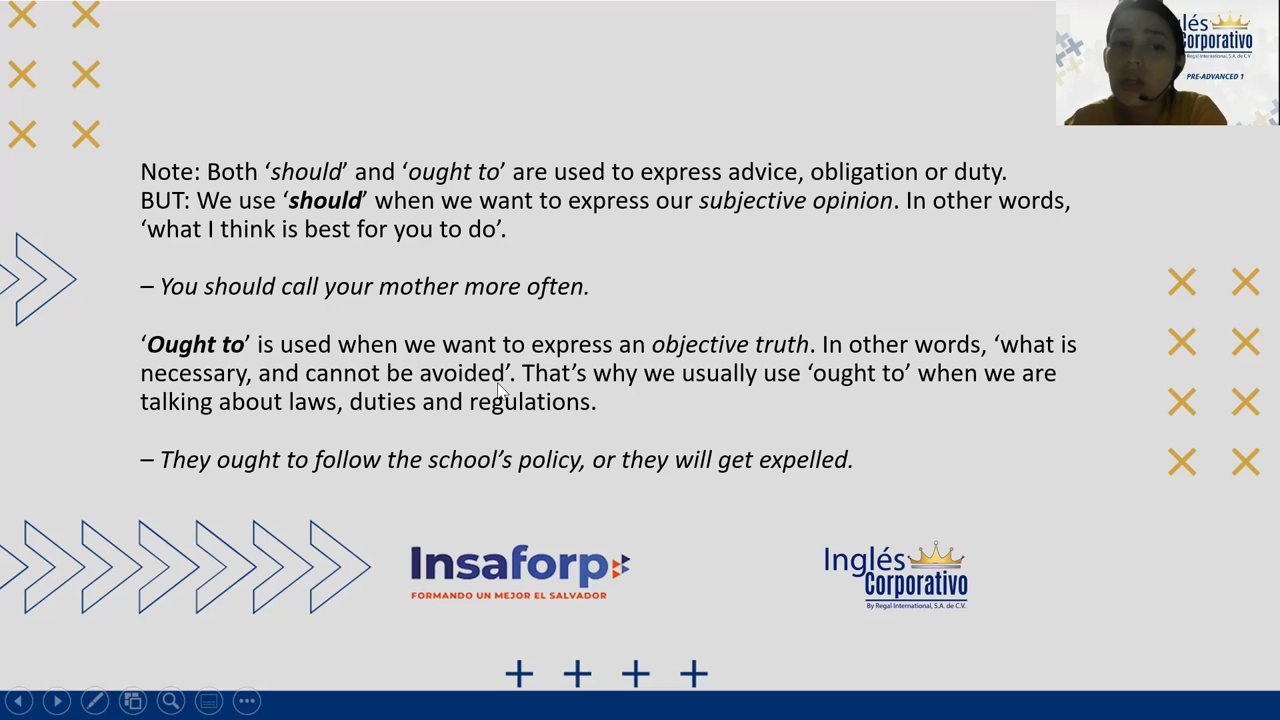 lés
Corporativo
By Regal International, S.A. de C.V.
PRE-ADVANCED 1
Note: Both ‘should’ and ‘ought to’ are used to express advice, obligation or duty.
BUT: We use ‘should’ when we want to express our subjective opinion. In other words,
‘what I think is best for you to do’.
– You should call your mother more often.
‘Ought to’ is used when we want to express an objective truth. In other words, ‘what is
necessary, and cannot be avoided’. That’s why we usually use ‘ought to’ when we are
talking about laws, duties and regulations.
– They ought to follow the school’s policy, or they will get expelled.
Insaforp
FORMANDO UN MEJOR EL SALVADOR
Inglés
Corporativo
By Regal International, S.A. de C.V.